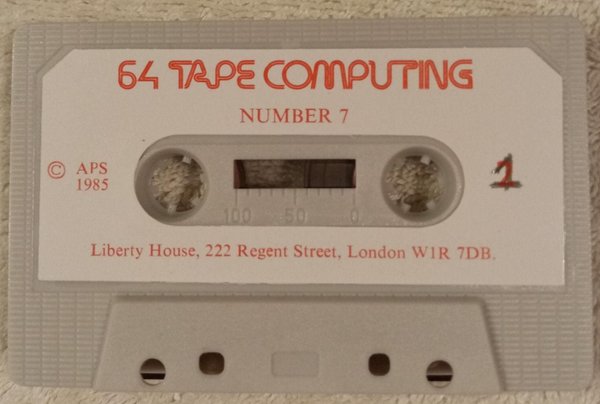 64 TAPE COMPUTING
NUMBER 7
© APS
1985
1
100 50 0
Liberty House, 222 Regent Street, London W1R 7DB.